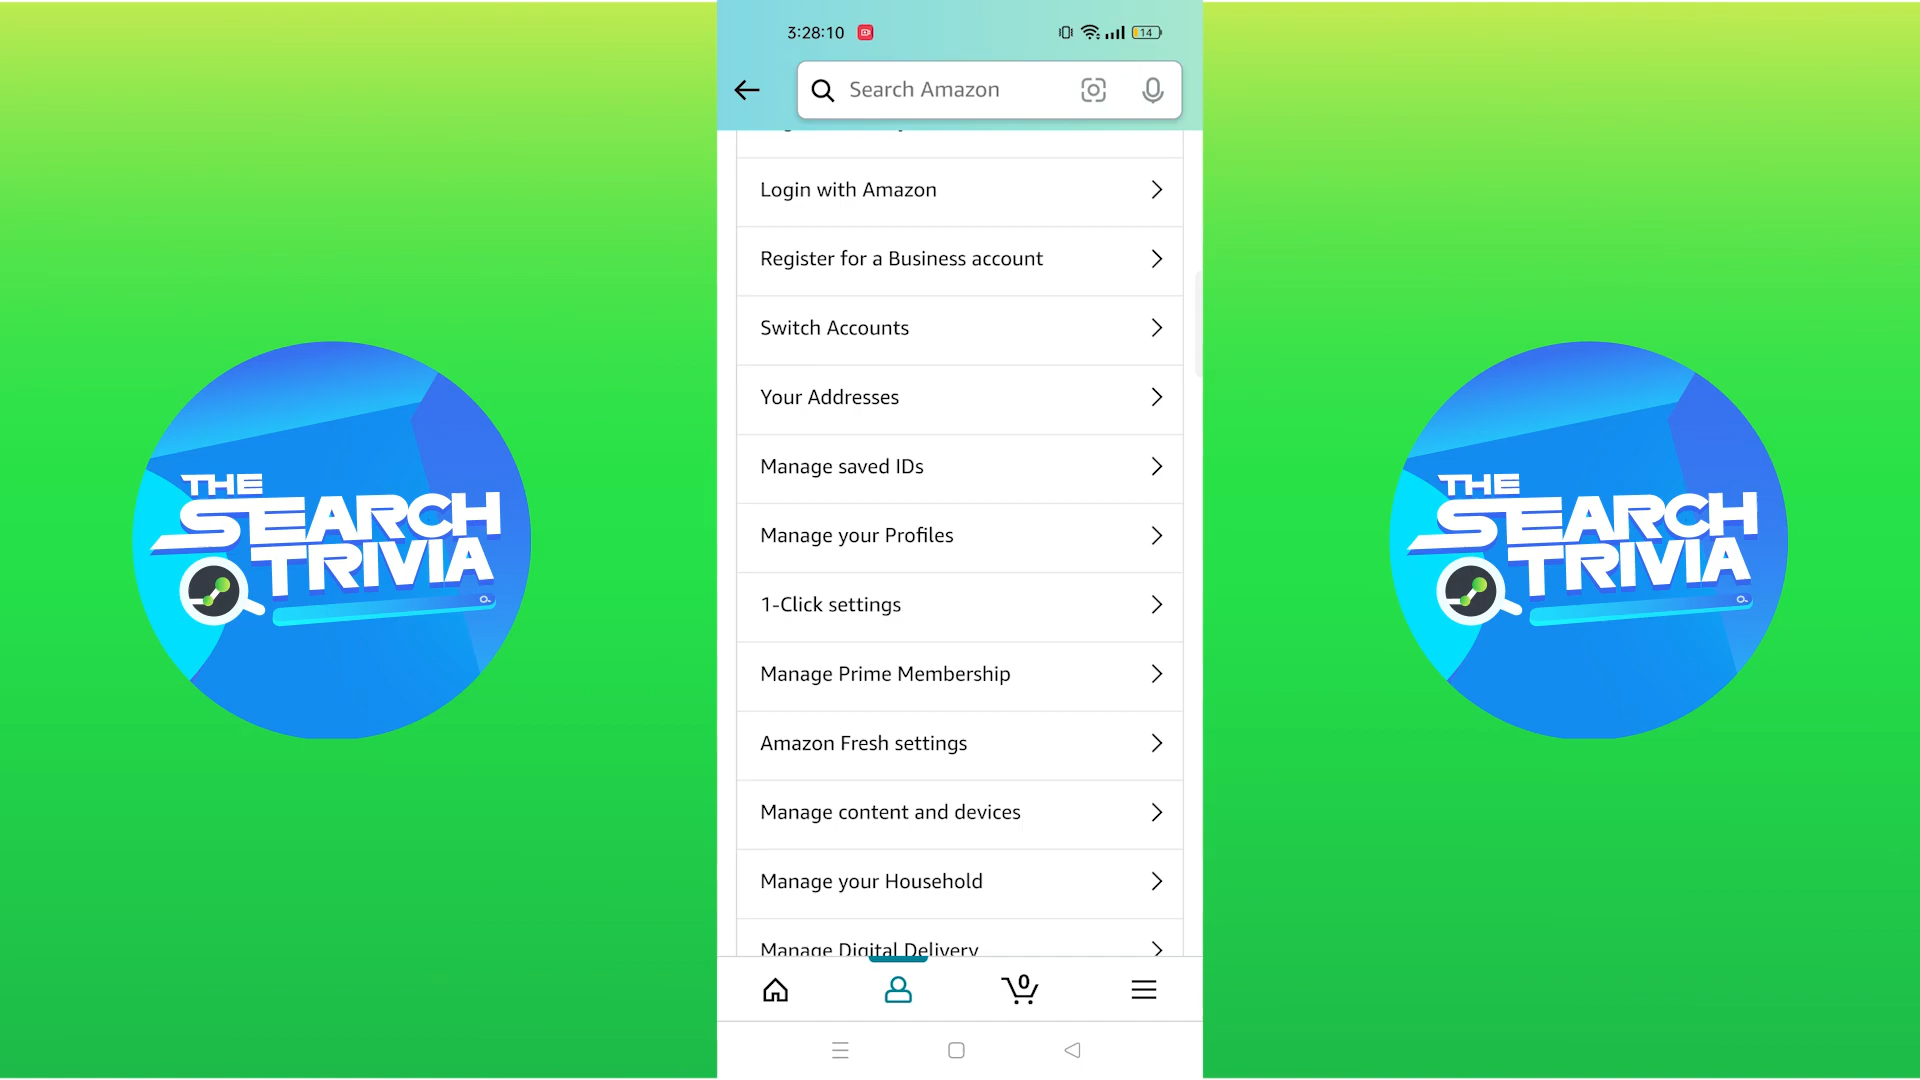 3:28:10
14
Search Amazon
Login with Amazon
Register for a Business account
Switch Accounts
Your Addresses
Manage saved IDs
Manage your Profiles
1-Click settings
Manage Prime Membership
Amazon Fresh settings
Manage content and devices
Manage your Household
Manage Digital Delivery
0
THE
SEARCH
TRIVIA
THE
SEARCH
TRIVIA